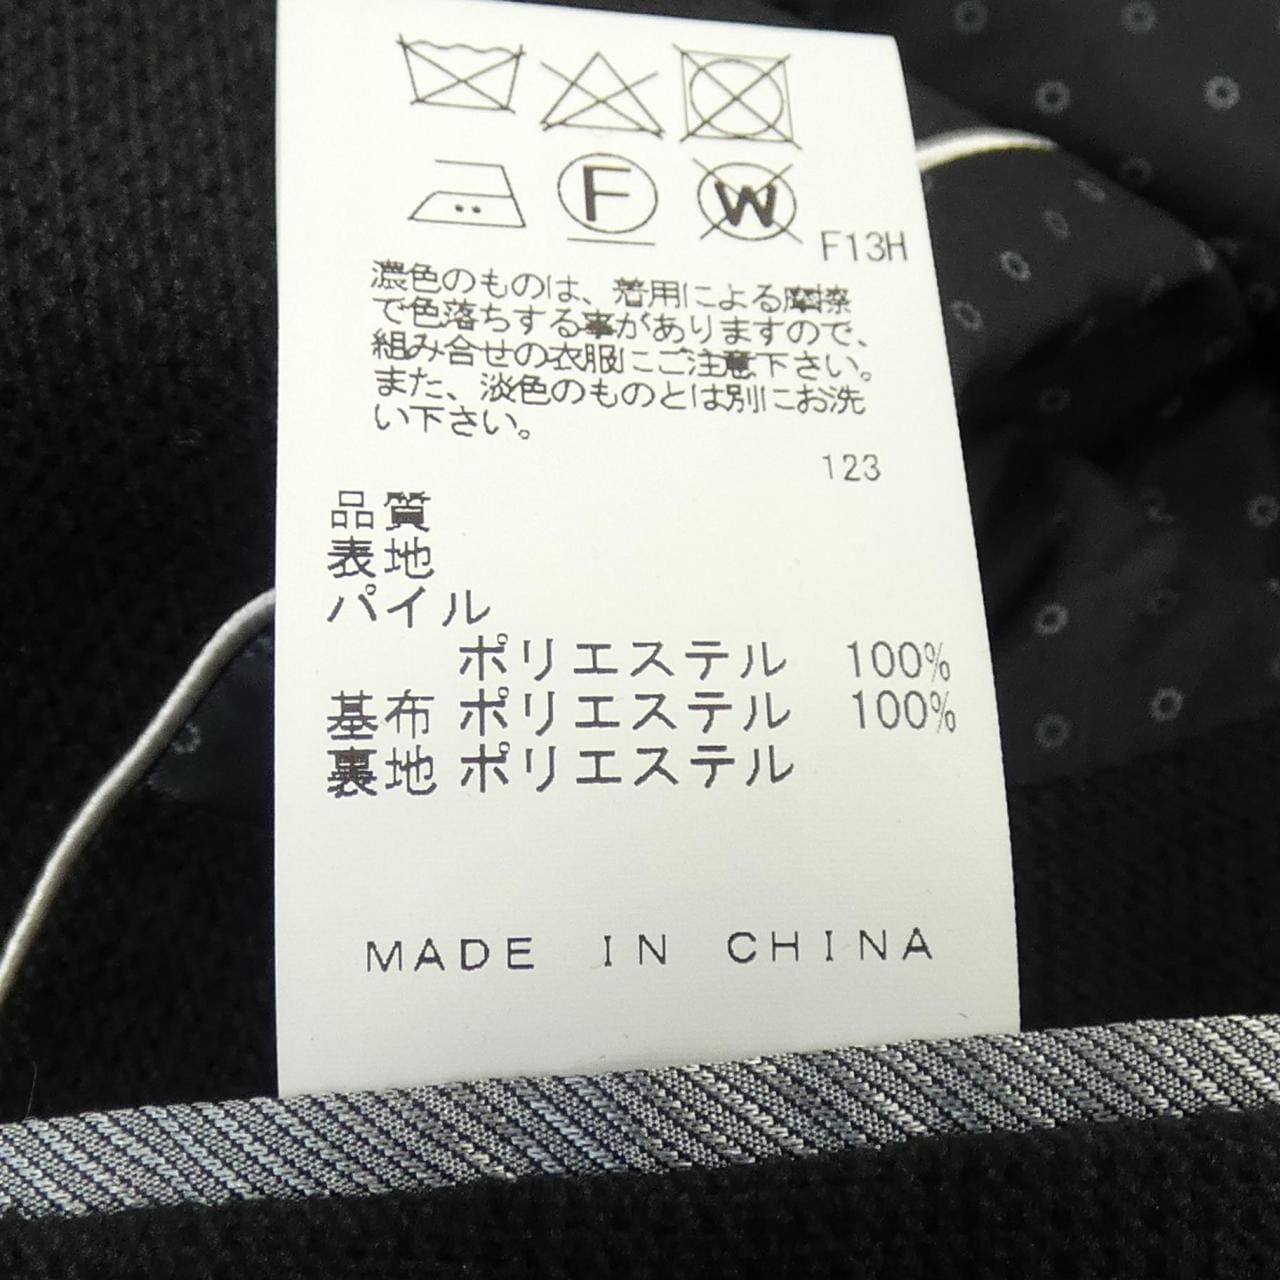 F W
F13H
濃色のものは、着用による摩擦
で色落ちする事がありますので、
組み合せの衣服にご注意下さい。
また、淡色のものとは別にお洗
い下さい。
123
品質
表地
パイル
ポリエステル 100%
基布 ポリエステル 100%
裏地 ポリエステル
MADE IN CHINA